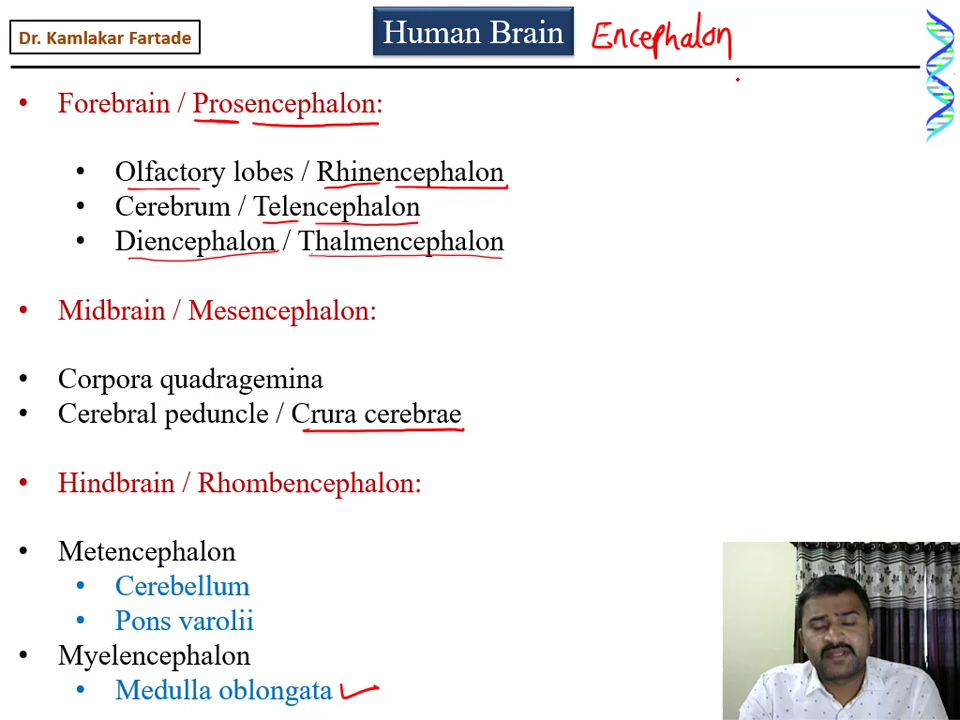 Dr. Kamlakar Fartade
Human Brain Encephalon
• Forebrain / Prosencephalon:
• Olfactory lobes / Rhinencephalon
• Cerebrum / Telencephalon
• Diencephalon / Thalmencephalon
• Midbrain / Mesencephalon:
• Corpora quadragemina
• Cerebral peduncle / Crura cerebrae
• Hindbrain / Rhombencephalon:
• Metencephalon
• Cerebellum
• Pons varolii
• Myelencephalon
• Medulla oblongata